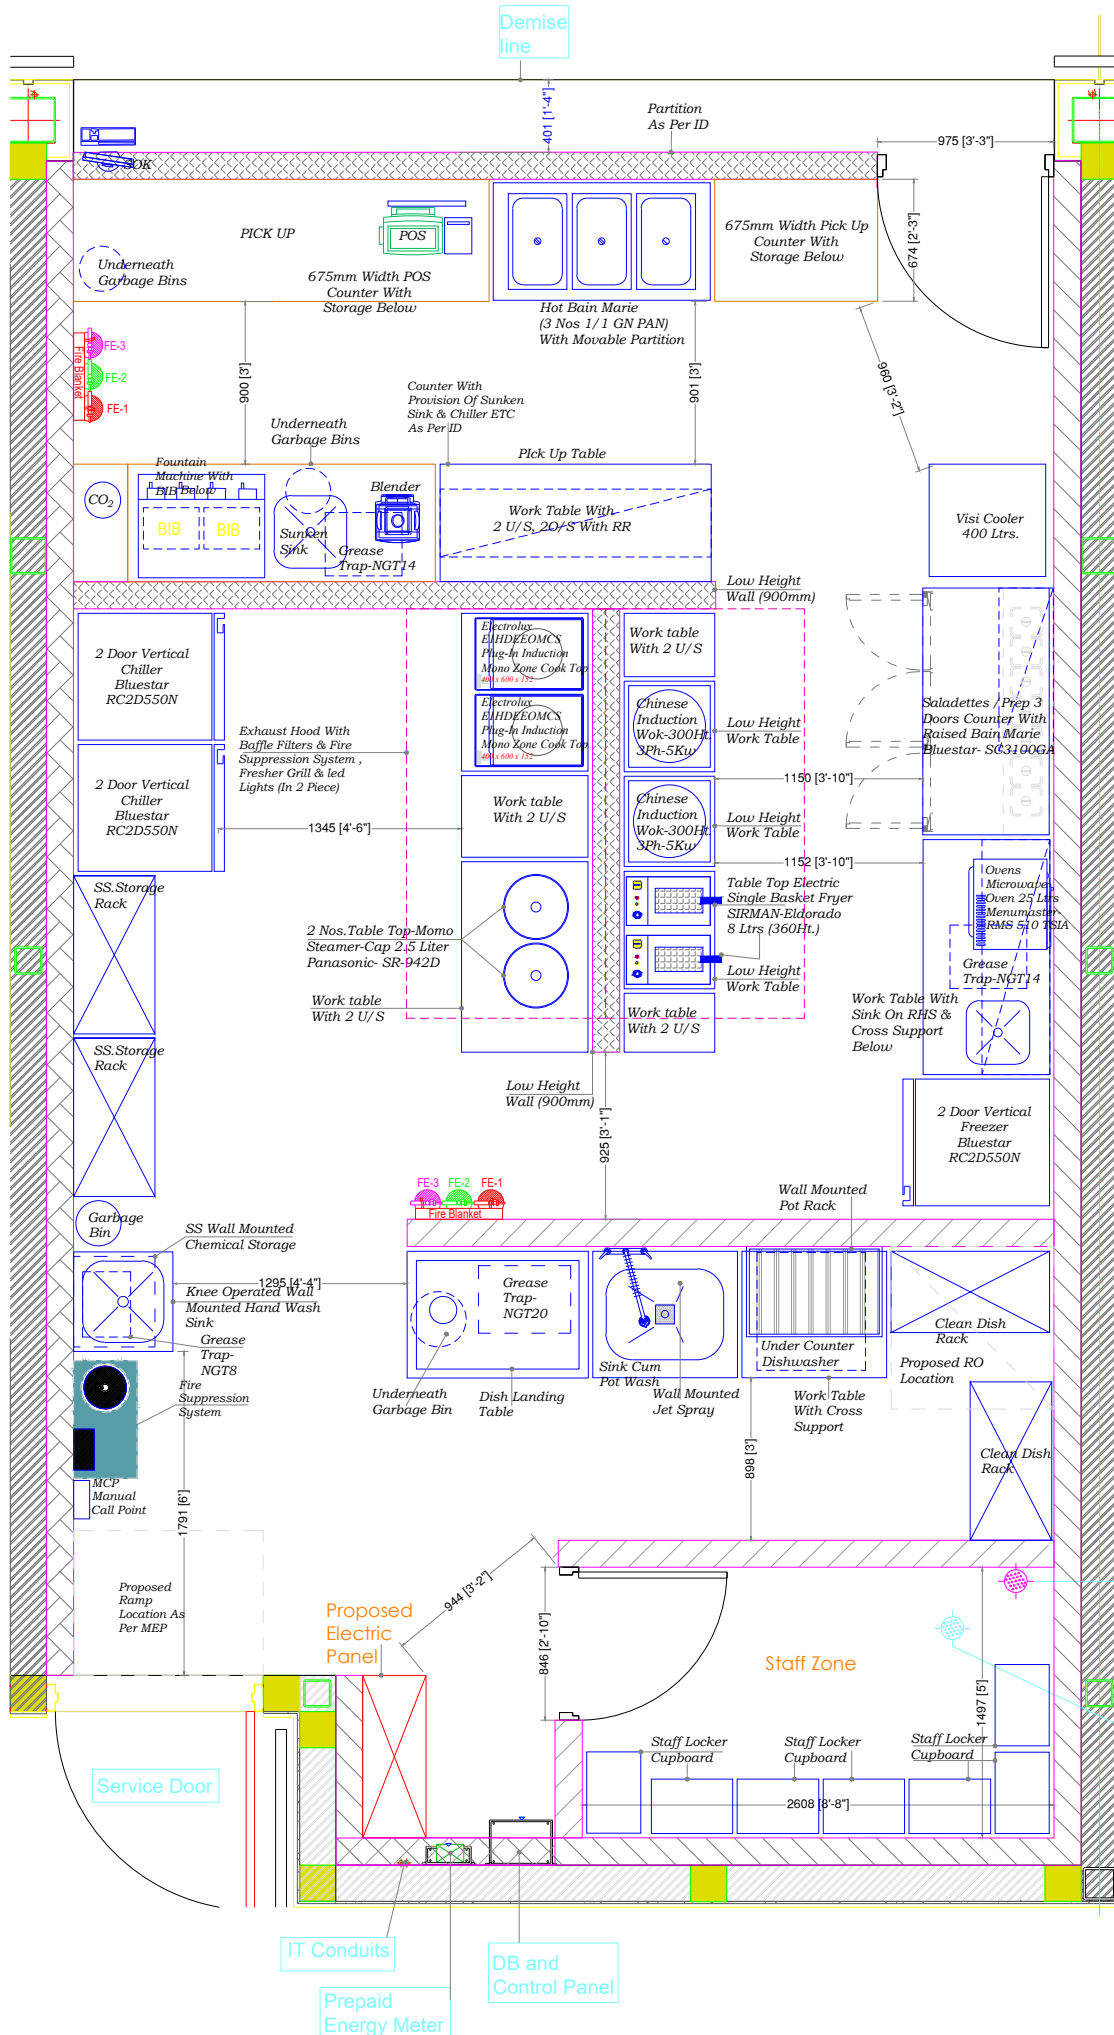 Demise
line
401 [1'-4"]
Partition
As Per ID
975 [3'-3"]
SOK
PICK UP
POS
Underneath
Garbage Bins
675mm Width POS
Counter With
Storage Below
Hot Bain Marie
(3 Nos 1/1 GN PAN)
With Movable Partition
675mm Width Pick Up
Counter With
Storage Below
674 [2'-3"]
FE-3
FE-2
FE-1
Fire Blanket
900 [3']
901 [3']
960 [3'-2"]
Counter With
Provision Of Sunken
Sink & Chiller ETC
As Per ID
Underneath
Garbage Bins
PIck Up Table
CO2
Fountain
Machine With
BIB Below
BIB
BIB
Sunken
Sink
Blender
Grease
Trap-NGT14
Work Table With
2 U/S, 2O/S With RR
Visi Cooler
400 Ltrs.
Low Height
Wall (900mm)
2 Door Vertical
Chiller
Bluestar
RC2D550N
2 Door Vertical
Chiller
Bluestar
RC2D550N
Exhaust Hood With
Baffle Filters & Fire
Suppression System ,
Fresher Grill & led
Lights (In 2 Piece)
1345 [4'-6"]
Electrolux
E1HDLEOMCS
Plug-In Induction
Mono Zone Cook Top
400 x 600 x 152
Electrolux
E1HDLEOMCS
Plug-In Induction
Mono Zone Cook Top
400 x 600 x 152
Work table
With 2 U/S
Work table
With 2 U/S
Chinese
Induction
Wok-300Ht.
3Ph-5Kw
Low Height
Work Table
Chinese
Induction
Wok-300Ht.
3Ph-5Kw
Low Height
Work Table
1150 [3'-10"]
1152 [3'-10"]
Saladettes / Prep 3
Doors Counter With
Raised Bain Marie
Bluestar- SC3100GA
SS.Storage
Rack
SS.Storage
Rack
2 Nos.Table Top-Momo
Steamer-Cap 2.5 Liter
Panasonic- SR-942D
Work table
With 2 U/S
Table Top Electric
Single Basket Fryer
SIRMAN-Eldorado
8 Ltrs (360Ht.)
Low Height
Work Table
Work table
With 2 U/S
Ovens
Microwave
Oven 25 Ltrs
Menumaster-
RMS 510 TSIA
Grease
Trap-NGT14
Work Table With
Sink On RHS &
Cross Support
Below
Low Height
Wall (900mm)
925 [3'-1"]
2 Door Vertical
Freezer
Bluestar
RC2D550N
FE-3
FE-2
FE-1
Fire Blanket
Wall Mounted
Pot Rack
Garbage
Bin
SS Wall Mounted
Chemical Storage
1295 [4'-4"]
Knee Operated Wall
Mounted Hand Wash
Sink
Grease
Trap-
NGT8
Fire
Suppression
System
MCP
Manual
Call Point
1791 [6']
Grease
Trap-
NGT20
Underneath
Garbage Bin
Dish Landing
Table
Sink Cum
Pot Wash
Wall Mounted
Jet Spray
Under Counter
Dishwasher
Work Table
With Cross
Support
898 [3']
Clean Dish
Rack
Proposed RO
Location
Clean Dish
Rack
Proposed
Ramp
Location As
Per MEP
944 [3'-2"]
846 [2'-10"]
Proposed
Electric
Panel
Staff Zone
1497 [5']
Staff Locker
Cupboard
Staff Locker
Cupboard
Staff Locker
Cupboard
2608 [8'-8"]
Service Door
IT Conduits
DB and
Control Panel
Prepaid
Energy Meter